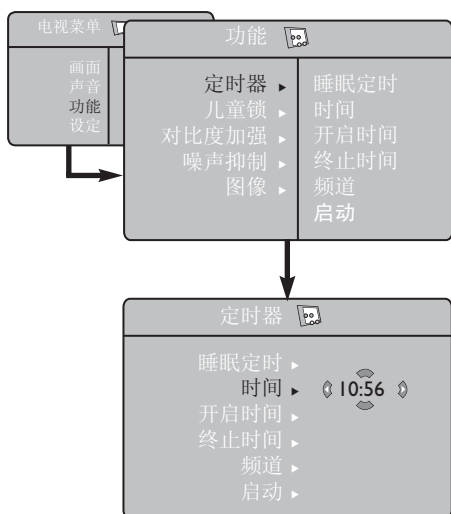 电视菜单
画面
声音
功能
设定
功能
定时器
儿童锁
对比度加强
噪声抑制
图像
睡眠定时
时间
开启时间
终止时间
频道
启动
定时器
睡眠定时
时间 10:56
开启时间
终止时间
频道
启动